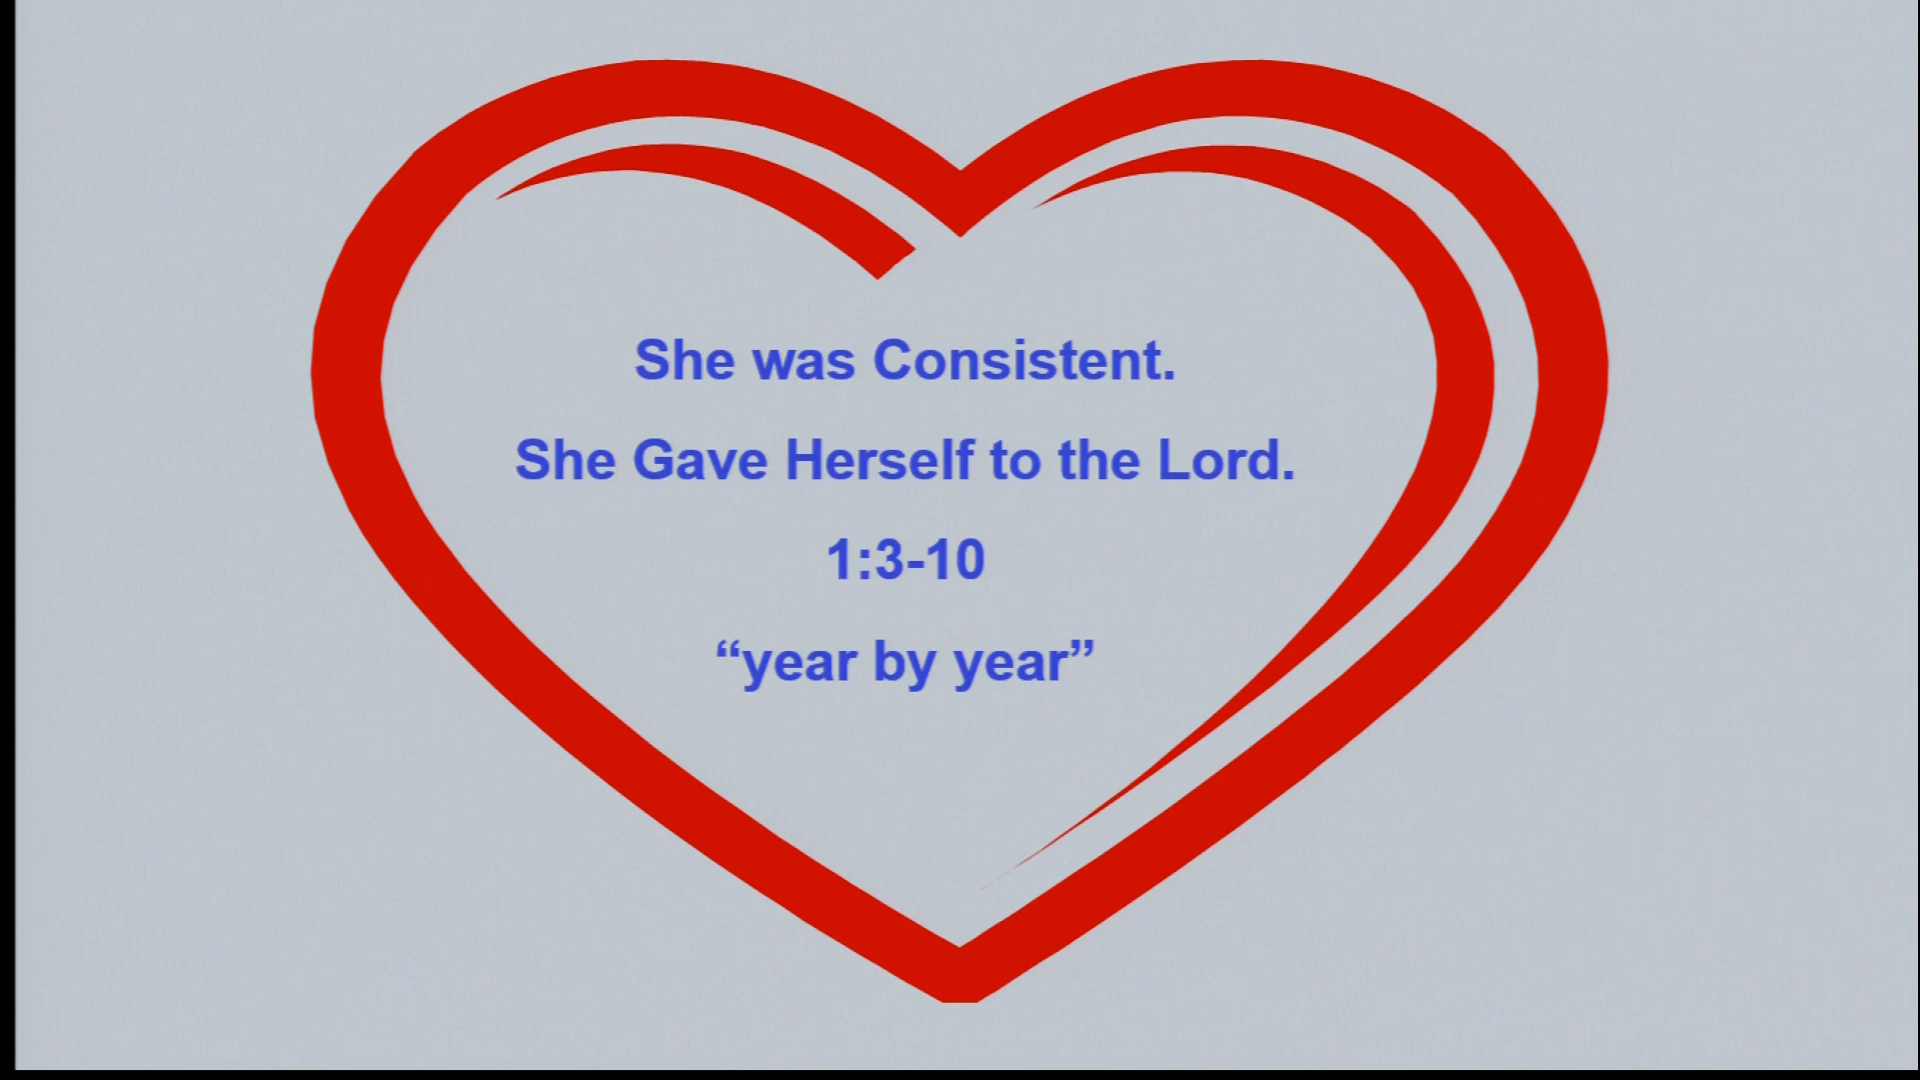 She was Consistent.
She Gave Herself to the Lord.
1:3-10
“year by year”